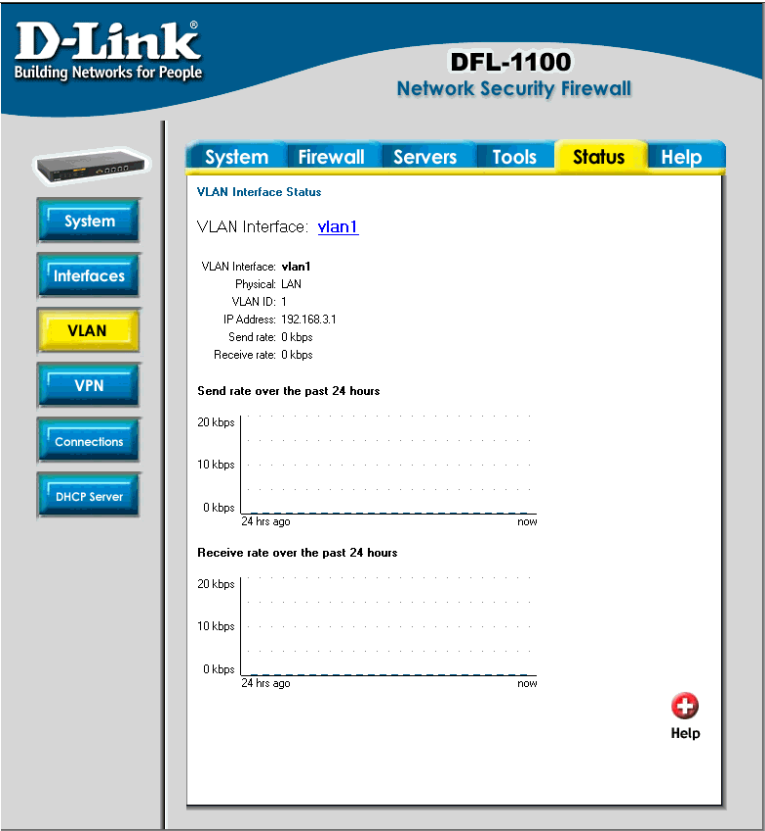 D-Link®
Building Networks for People
DFL-1100
Network Security Firewall
System Firewall Servers Tools Status Help
System
Interfaces
VLAN
VPN
Connections
DHCP Server
VLAN Interface Status
VLAN Interface: vlan1
VLAN Interface: vlan1
Physical: LAN
VLAN ID: 1
IP Address: 192.168.3.1
Send rate: 0 kbps
Receive rate: 0 kbps
Send rate over the past 24 hours
20 kbps
10 kbps
0 kbps
24 hrs ago now
Receive rate over the past 24 hours
20 kbps
10 kbps
0 kbps
24 hrs ago now
Help